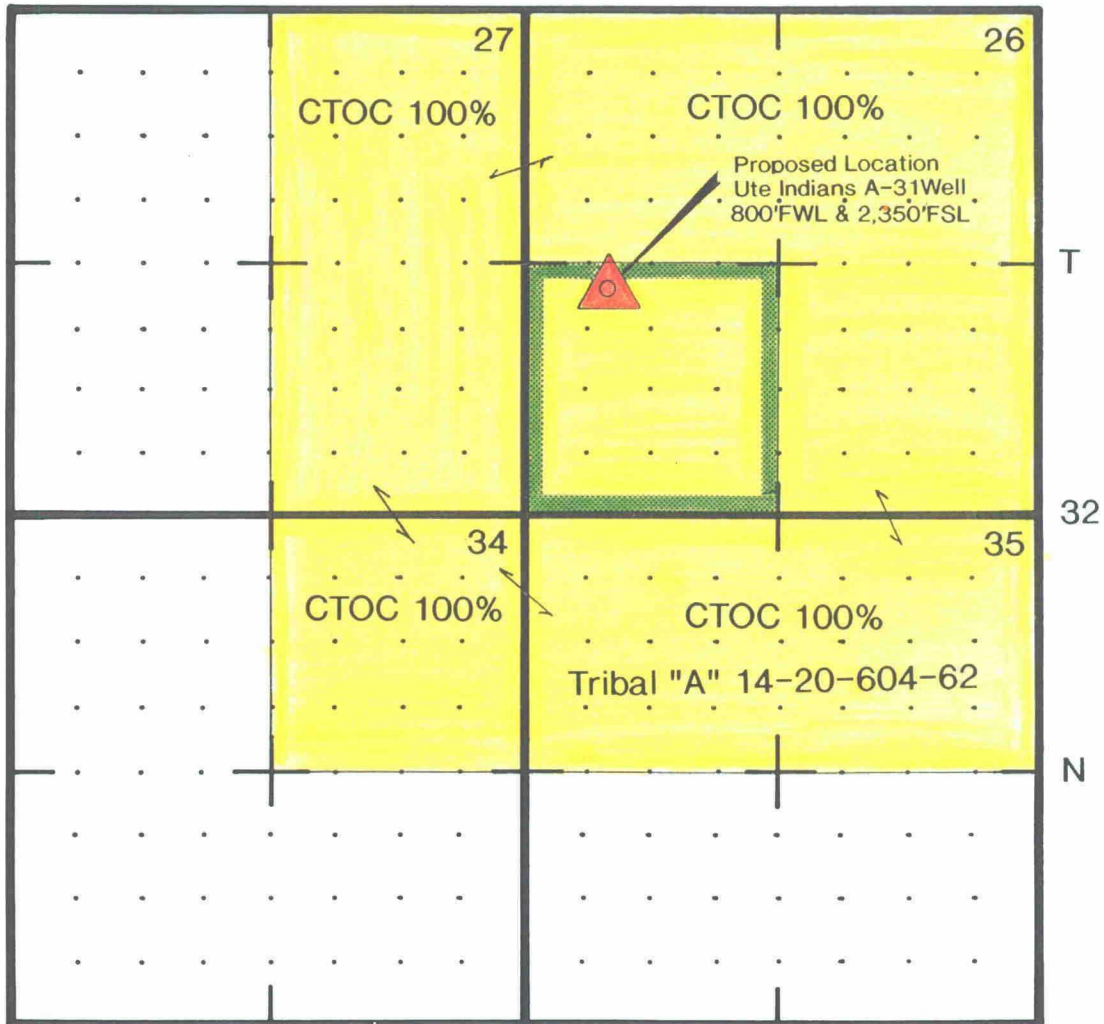 27
26
CTOC 100%
CTOC 100%
Proposed Location
Ute Indians A-31Well
800'FWL & 2,350'FSL
T
32
34
35
CTOC 100%
CTOC 100%
Tribal "A" 14-20-604-62
N